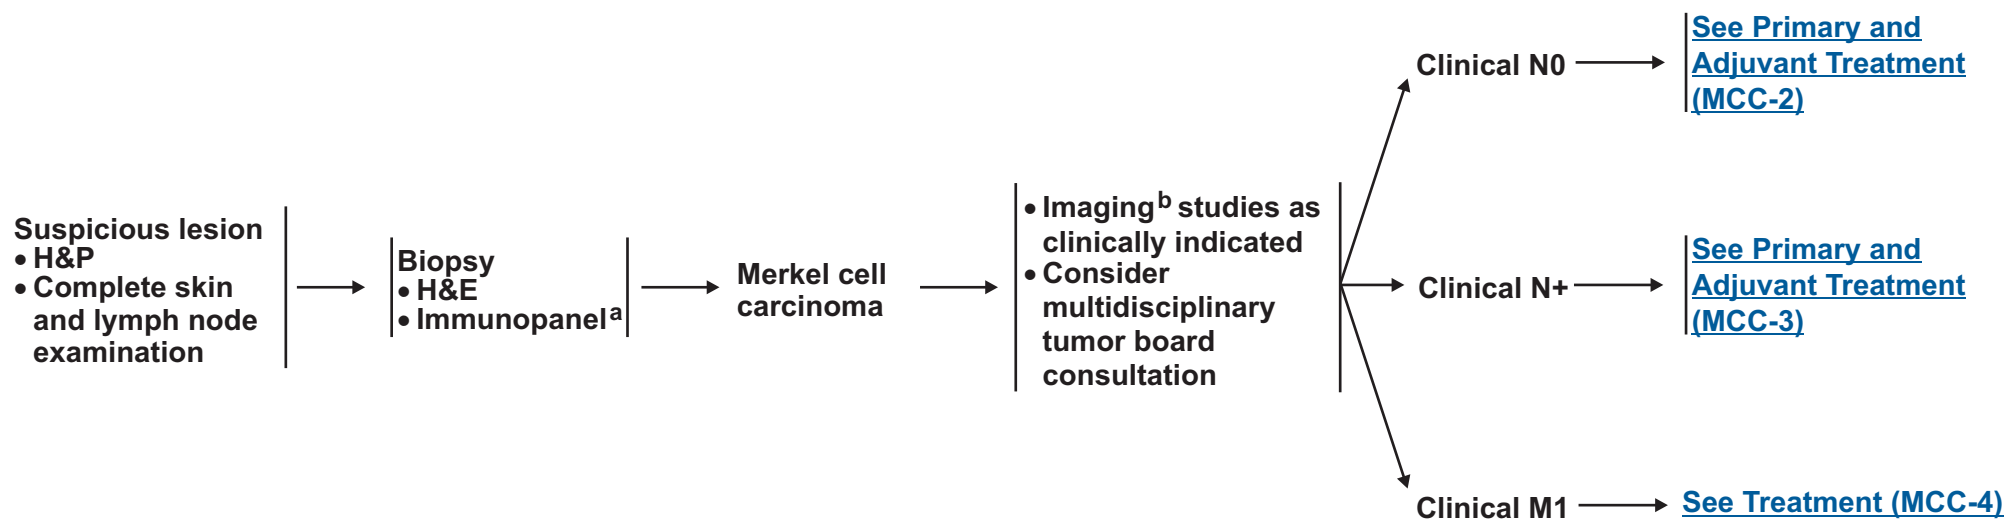 Suspicious lesion
• H&P
• Complete skin
and lymph node
examination
Biopsy
• H&E
• Immunopanel a
Merkel cell
carcinoma
• Imaging b studies as
clinically indicated
• Consider
multidisciplinary
tumor board
consultation
Clinical N0
See Primary and
Adjuvant Treatment
(MCC-2)
Clinical N+
See Primary and
Adjuvant Treatment
(MCC-3)
Clinical M1
See Treatment (MCC-4)